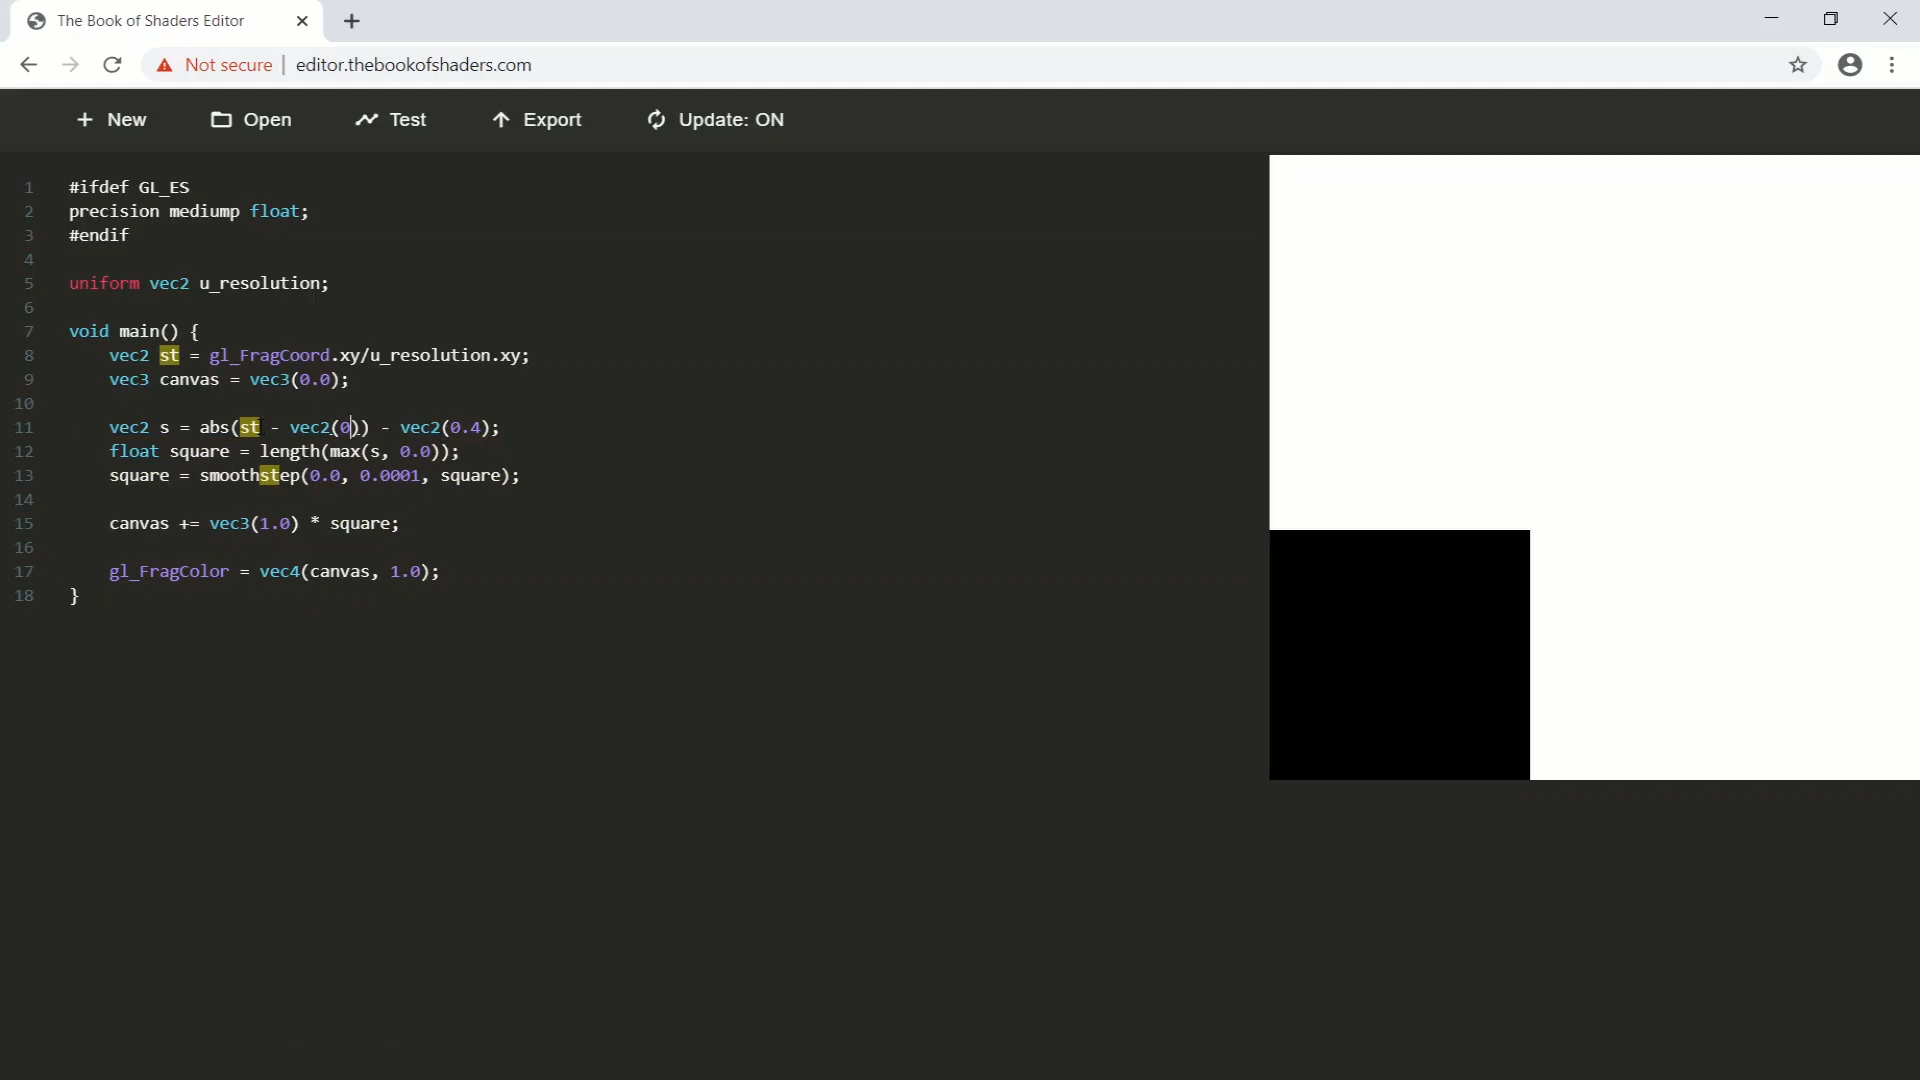 The Book of Shaders Editor
Not secure | editor.thebookofshaders.com
New Open Test Export Update: ON
1 #ifdef GL_ES
2 precision mediump float;
3 #endif
4
5 uniform vec2 u_resolution;
6
7 void main() {
8 vec2 st = gl_FragCoord.xy/u_resolution.xy;
9 vec3 canvas = vec3(0.0);
10
11 vec2 s = abs(st - vec2(0)) - vec2(0.4);
12 float square = length(max(s, 0.0));
13 square = smoothstep(0.0, 0.0001, square);
14
15 canvas += vec3(1.0) * square;
16
17 gl_FragColor = vec4(canvas, 1.0);
18 }